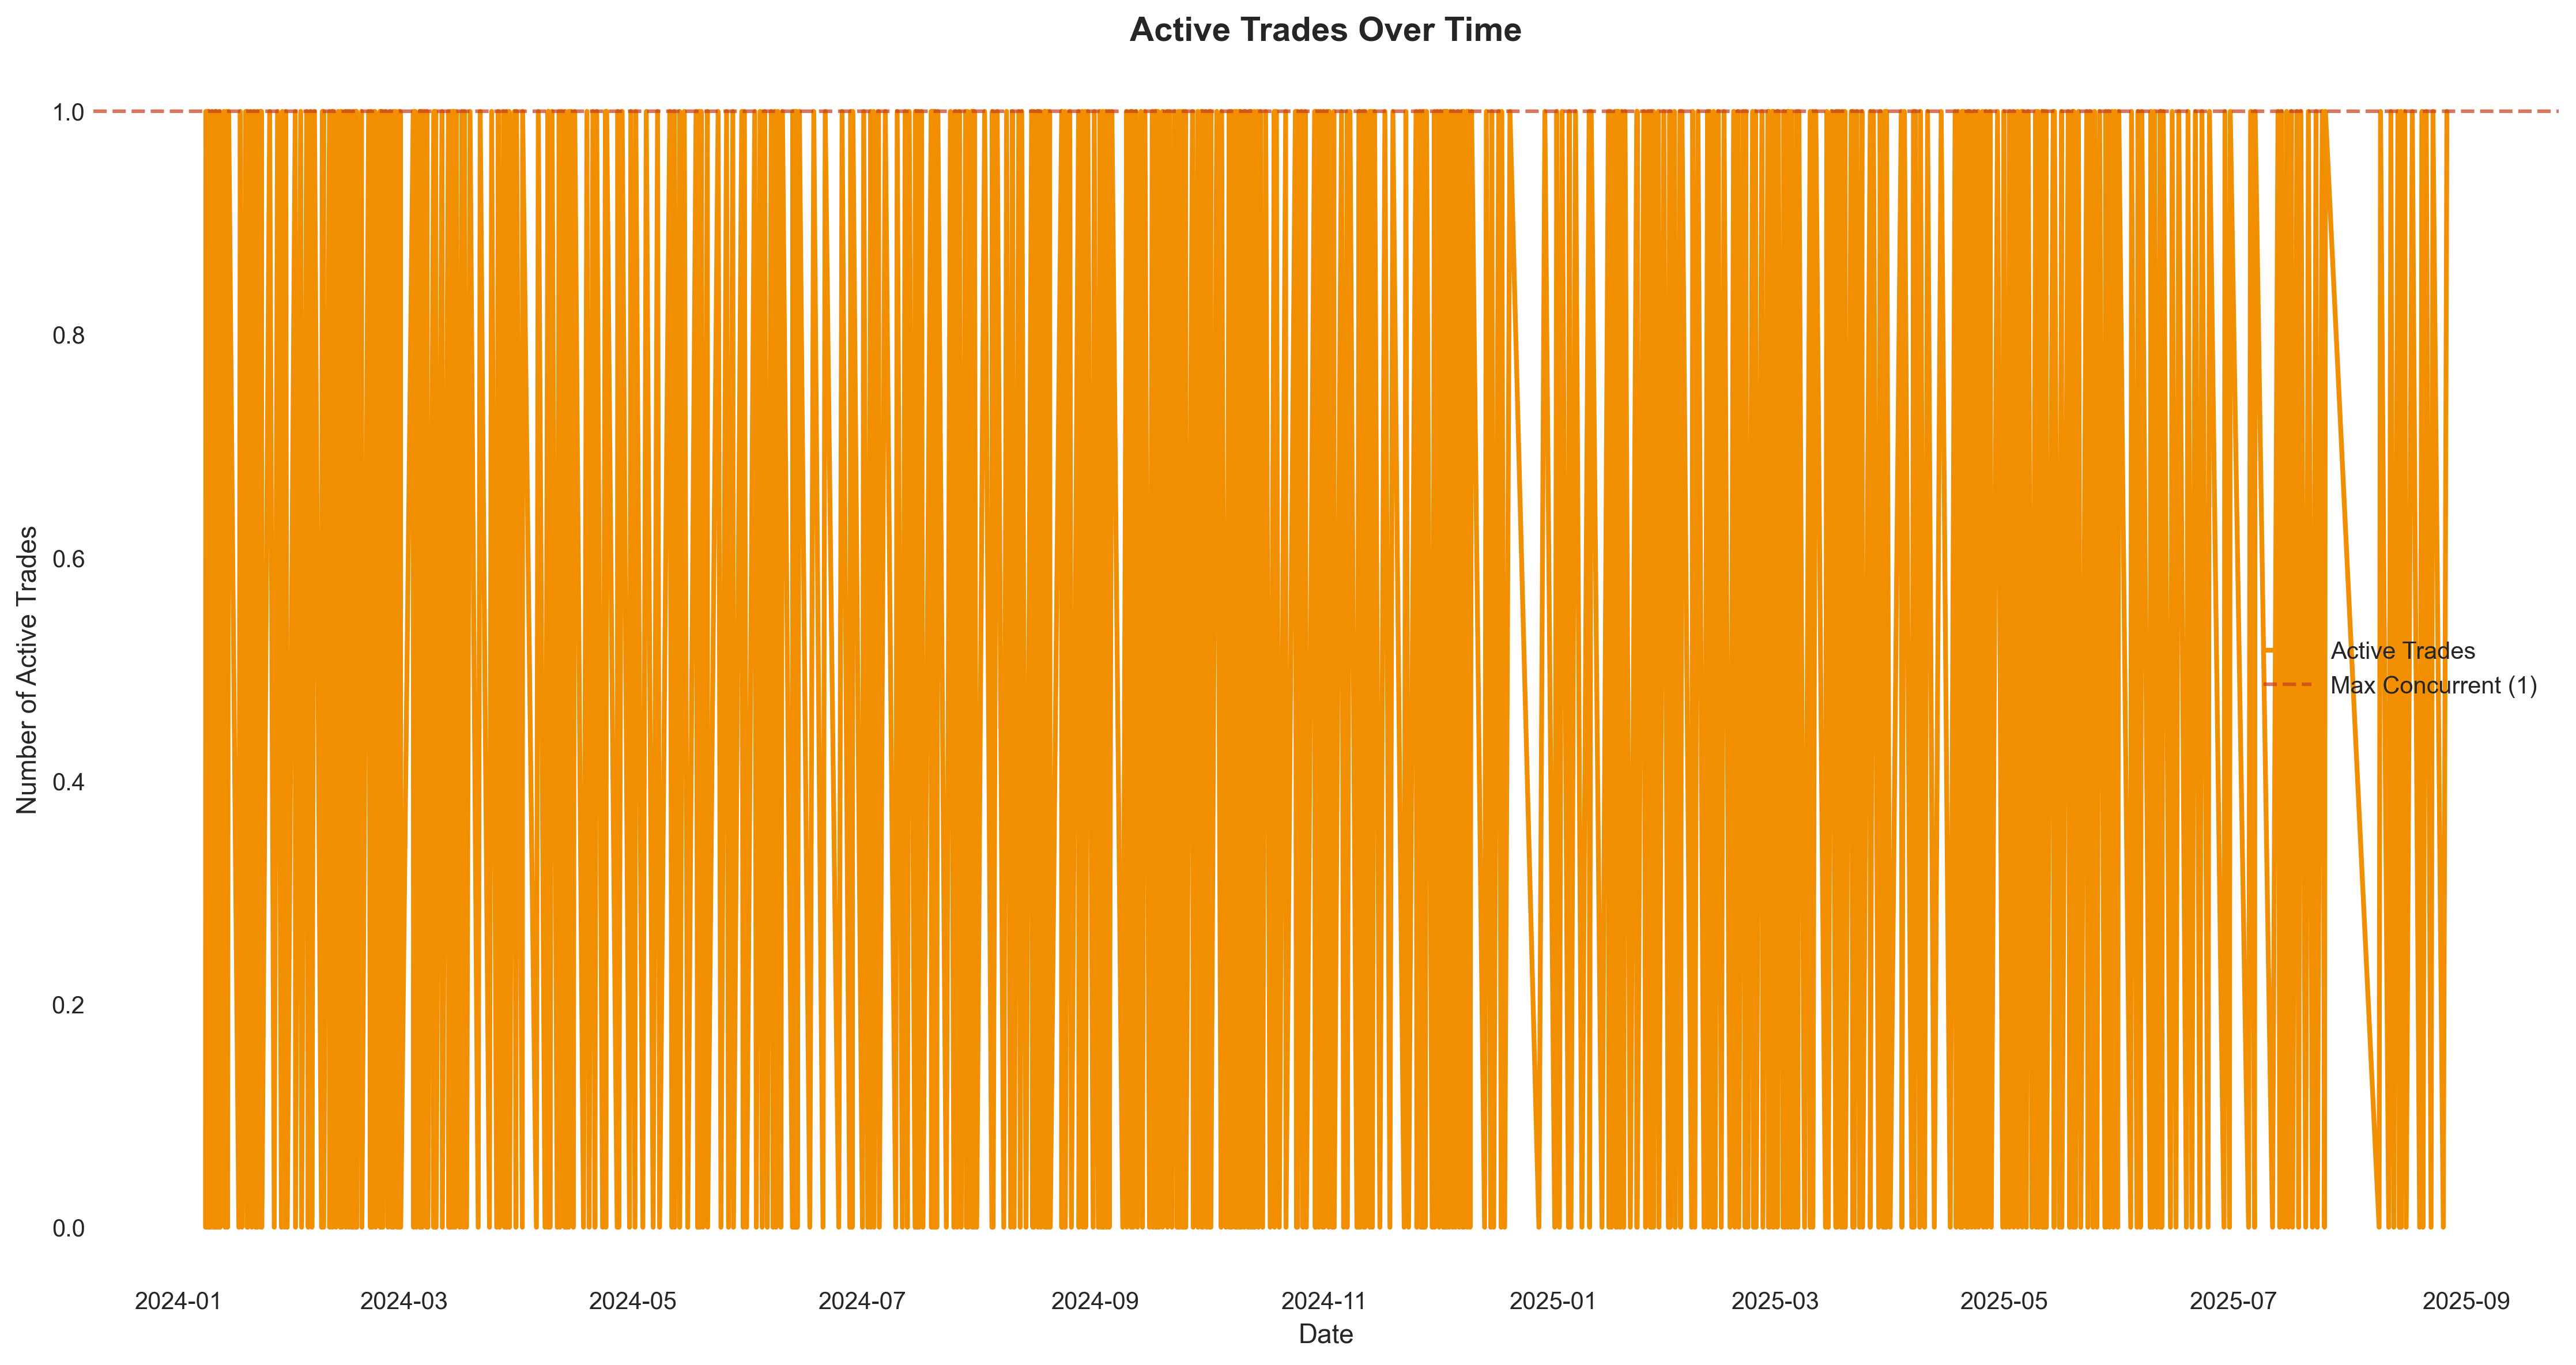 Active Trades Over Time
Number of Active Trades
1.0
0.8
0.6
0.4
0.2
0.0
Active Trades
Max Concurrent (1)
2024-01 2024-03 2024-05 2024-07 2024-09 2024-11 2025-01 2025-03 2025-05 2025-07 2025-09
Date